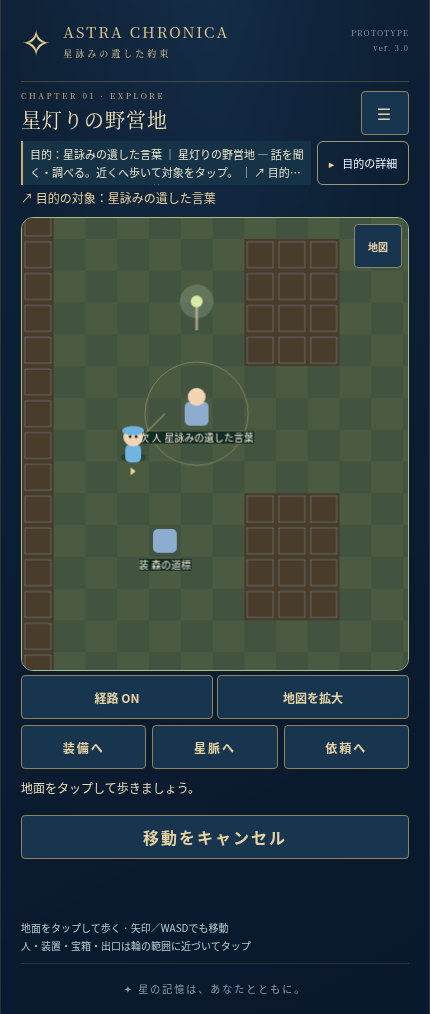 ASTRA CHRONICA
星詠みの遺した約束
PROTOTYPE
ver. 3.0
CHAPTER 01 · EXPLORE
星灯りの野営地
☰
目的：星詠みの遺した言葉 ｜ 星灯りの野営地 — 話を聞
く・調べる。近くへ歩いて対象をタップ。 ｜ ↗ 目的…
▸ 目的の詳細
↗ 目的の対象：星詠みの遺した言葉
地図
次 人 星詠みの遺した言葉
装 森の道標
経路 ON
地図を拡大
装備へ
星脈へ
依頼へ
地面をタップして歩きましょう。
移動をキャンセル
地面をタップして歩く · 矢印／WASDでも移動
人・装置・宝箱・出口は輪の範囲に近づいてタップ
✦ 星の記憶は、あなたとともに。